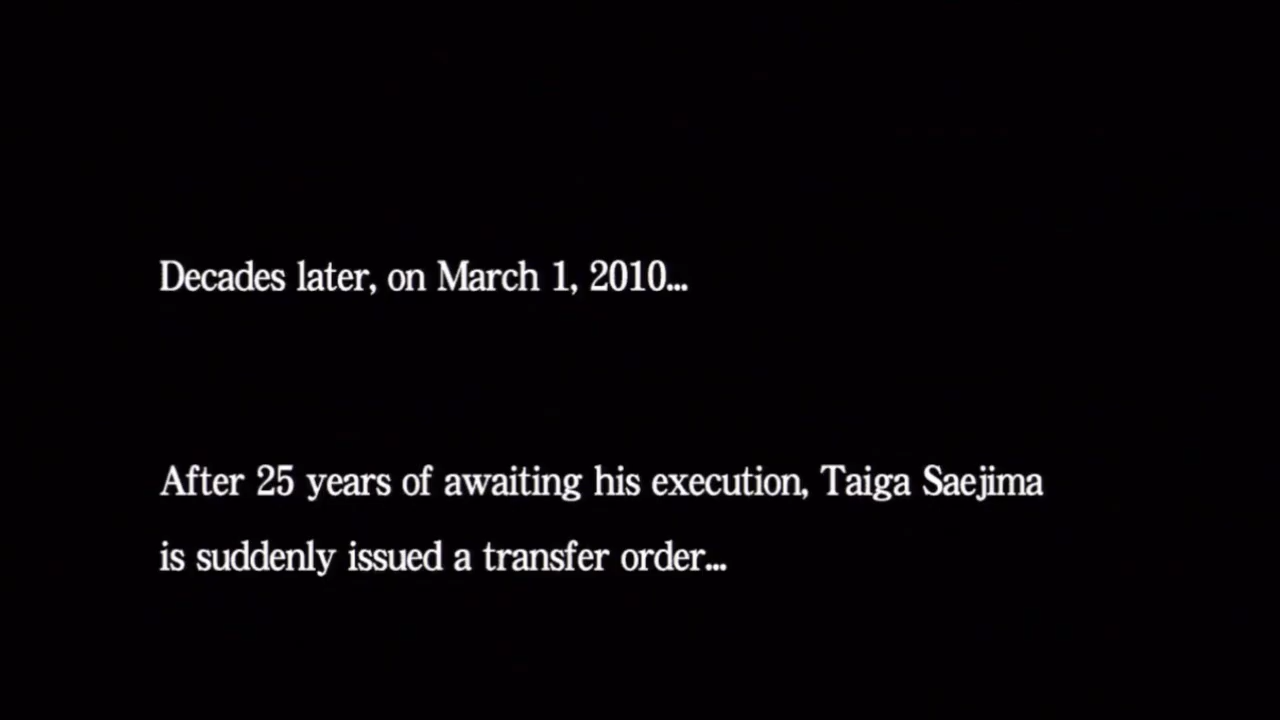 Decades later, on March 1, 2010...
After 25 years of awaiting his execution, Taiga Saejima
is suddenly issued a transfer order...